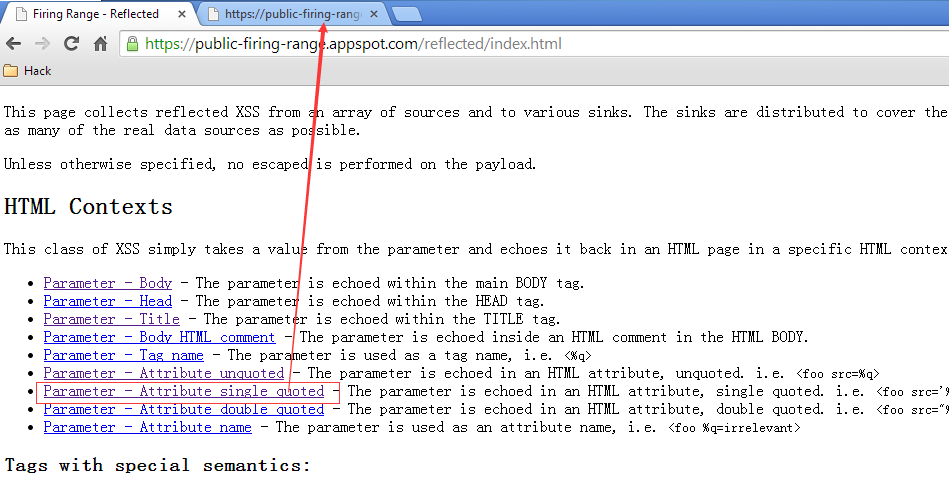 Firing Range - Reflected
https://public-firing-rang
https://public-firing-range.appspot.com/reflected/index.html
Hack
This page collects reflected XSS from an array of sources and to various sinks. The sinks are distributed to cover the
as many of the real data sources as possible.
Unless otherwise specified, no escaped is performed on the payload.
HTML Contexts
This class of XSS simply takes a value from the parameter and echoes it back in an HTML page in a specific HTML contex
Parameter - Body - The parameter is echoed within the main BODY tag.
Parameter - Head - The parameter is echoed within the HEAD tag.
Parameter - Title - The parameter is echoed within the TITLE tag.
Parameter - Body HTML comment - The parameter is echoed inside an HTML comment in the HTML BODY.
Parameter - Tag name - The parameter is used as a tag name, i.e. <%q>
Parameter - Attribute unquoted - The parameter is echoed in an HTML attribute, unquoted. i.e. <foo src=%q>
Parameter - Attribute single quoted - The parameter is echoed in an HTML attribute, single quoted. i.e. <foo src='%
Parameter - Attribute double quoted - The parameter is echoed in an HTML attribute, double quoted. i.e. <foo src="%
Parameter - Attribute name - The parameter is used as an attribute name, i.e. <foo %q=irrelevant>
Tags with special semantics: